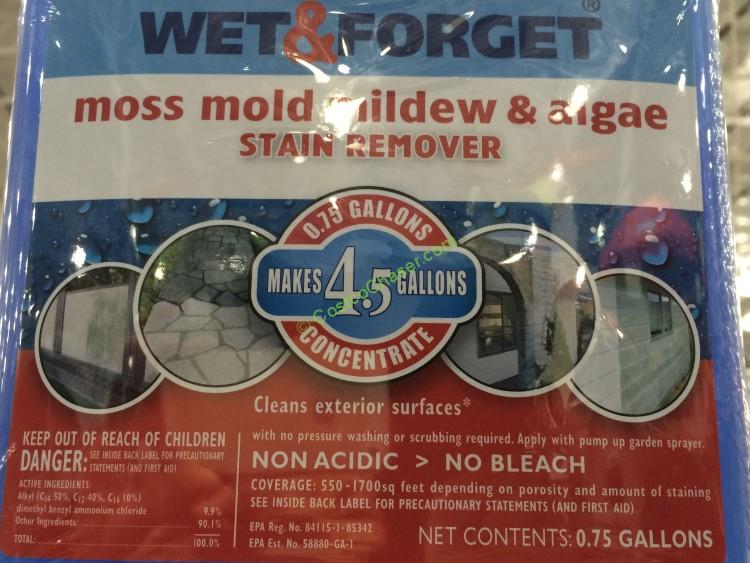 WET&FORGET®
moss mold mildew & algae
STAIN REMOVER
0.75 GALLONS
MAKES 4.5 GALLONS
CONCENTRATE
© CostcoChaser.com
Cleans exterior surfaces*
with no pressure washing or scrubbing required. Apply with pump up garden sprayer.
NON ACIDIC > NO BLEACH
COVERAGE: 550-1700sq feet depending on porosity and amount of staining
SEE INSIDE BACK LABEL FOR PRECAUTIONARY STATEMENTS (AND FIRST AID)
EPA Reg. No. 84115-1-85342
EPA Est. No. 58880-GA-1
NET CONTENTS: 0.75 GALLONS
KEEP OUT OF REACH OF CHILDREN
DANGER: SEE INSIDE BACK LABEL FOR PRECAUTIONARY
STATEMENTS (AND FIRST AID)
ACTIVE INGREDIENTS:
Alkyl (C14 50%, C12 40%, C16 10%)
dimethyl benzyl ammonium chloride 9.9%
Other Ingredients: 90.1%
TOTAL: 100.0%